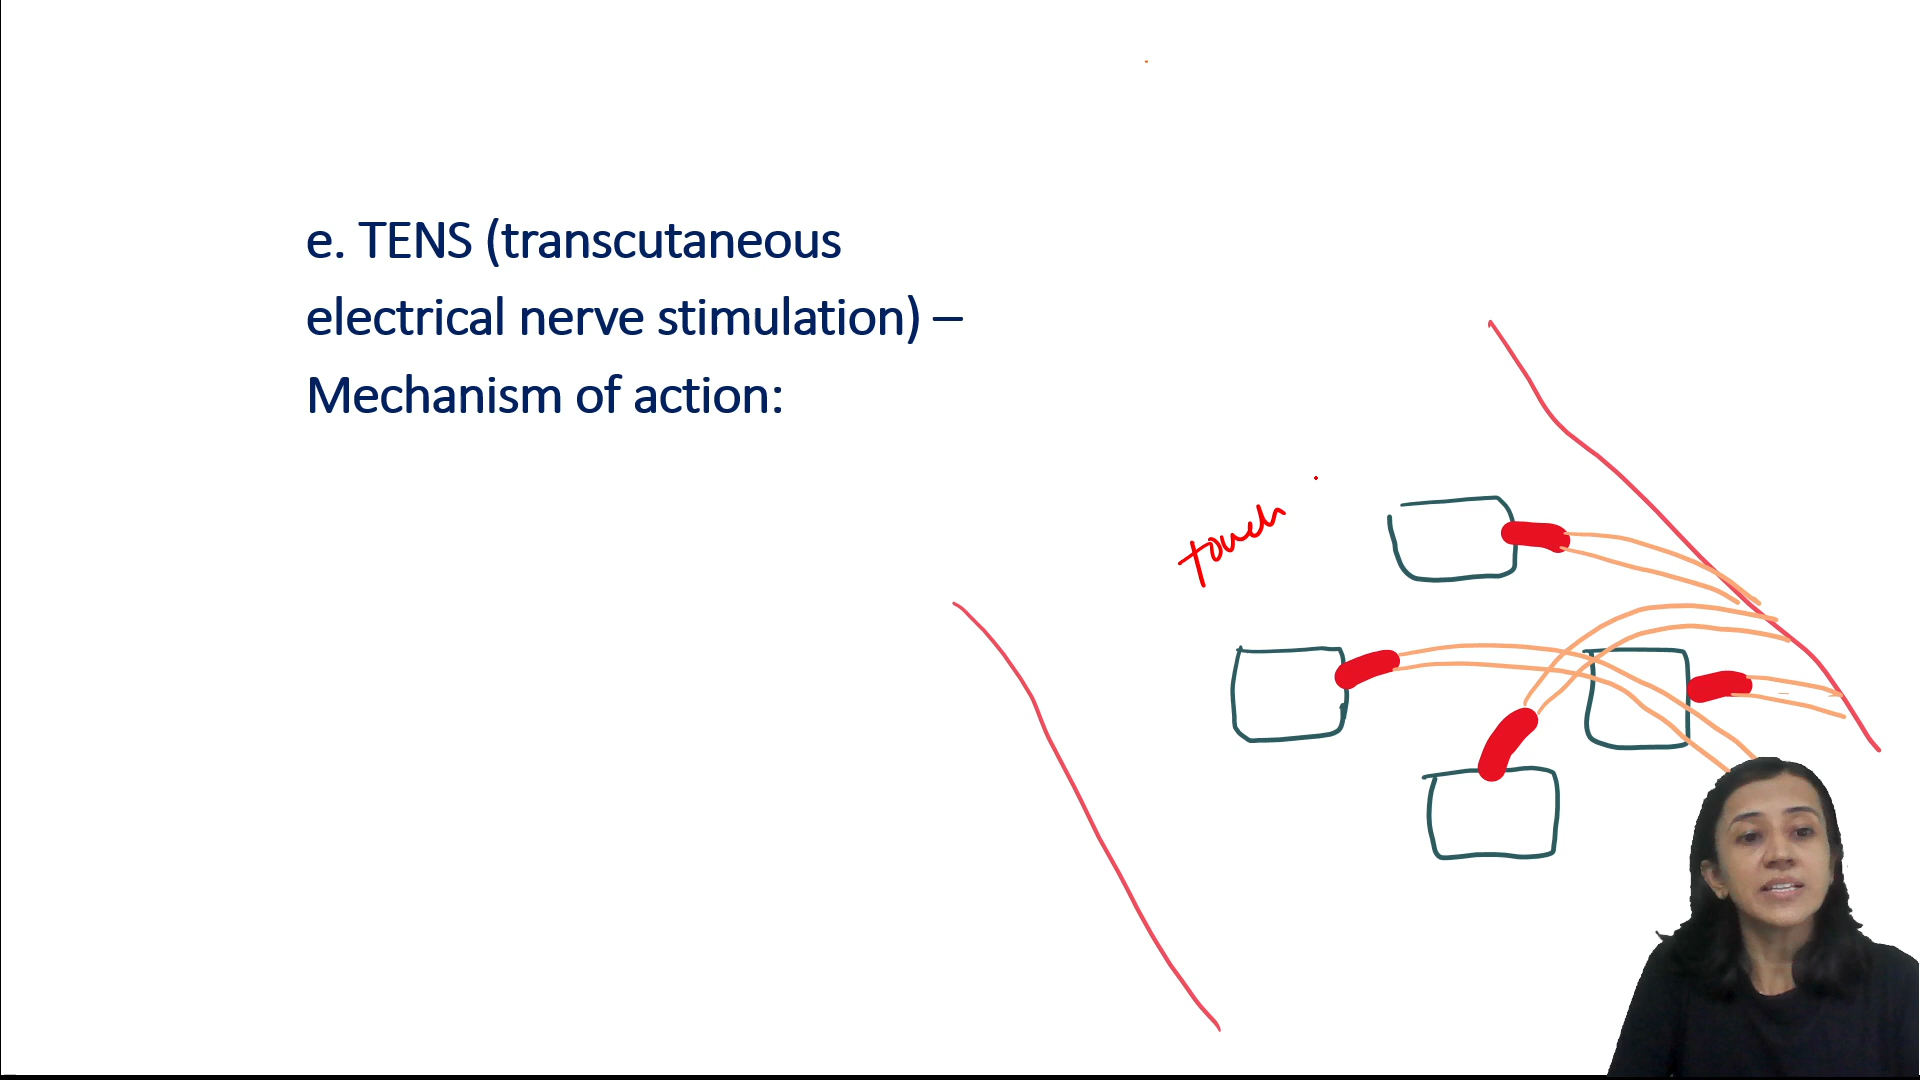 e. TENS (transcutaneous
electrical nerve stimulation) –
Mechanism of action:
touch